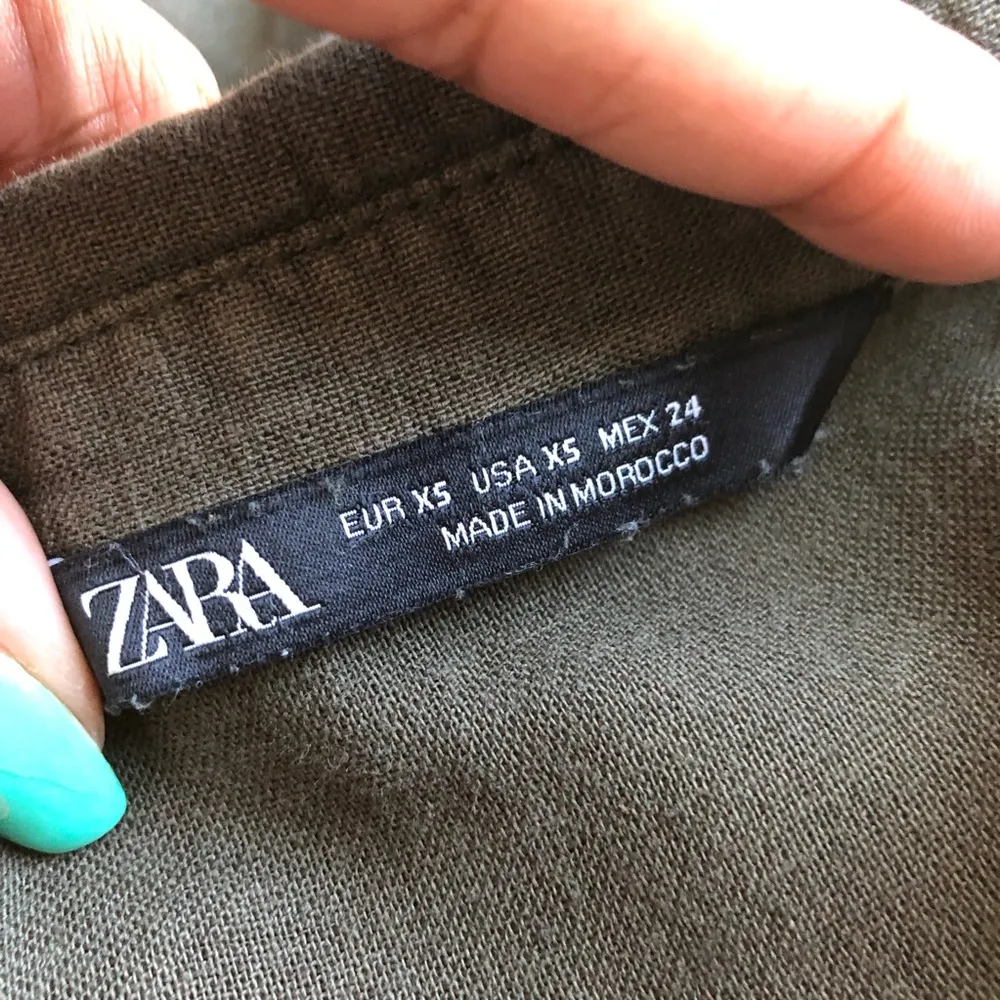 ZARA
EUR XS USA XS MEX 24
MADE IN MOROCCO